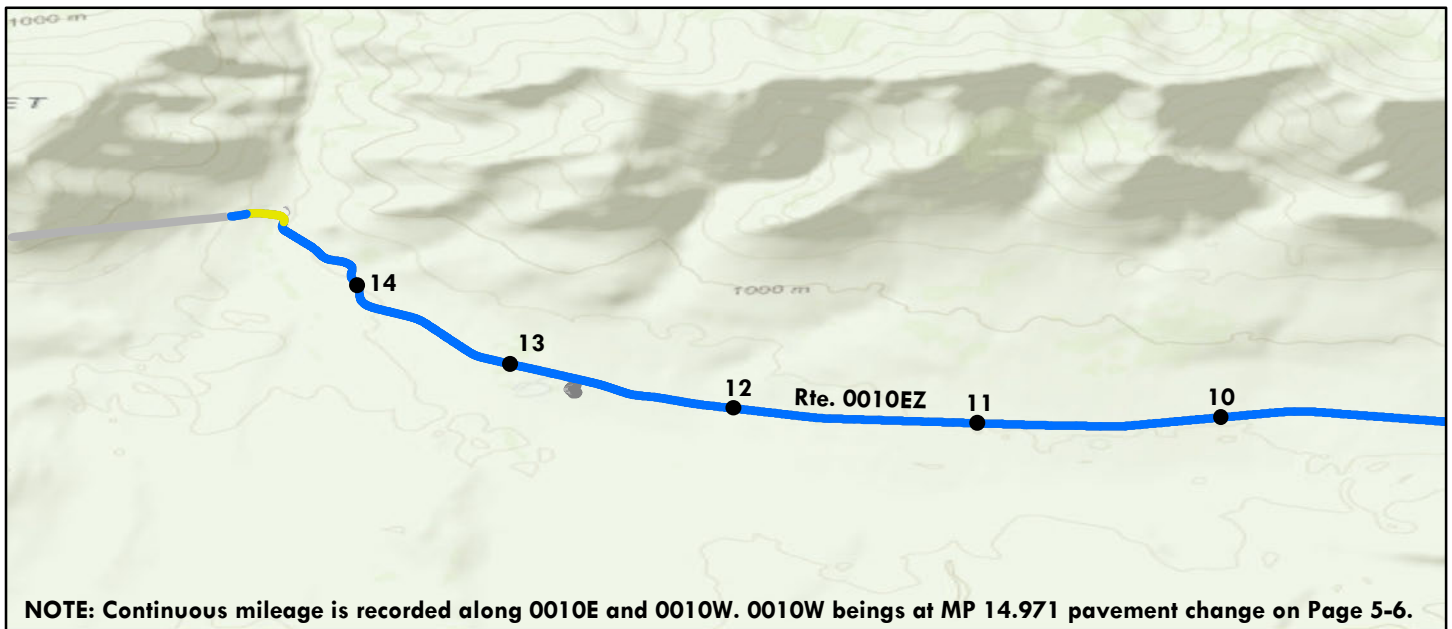 1000 m
ET
14
13
1000 m
12
Rte. 0010EZ
11
10
NOTE: Continuous mileage is recorded along 0010E and 0010W. 0010W beings at MP 14.971 pavement change on Page 5-6.